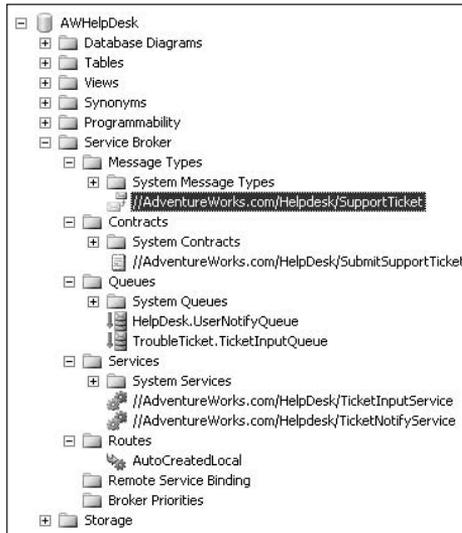 AWHelpDesk
Database Diagrams
Tables
Views
Synonyms
Programmability
Service Broker
Message Types
System Message Types
//AdventureWorks.com/Helpdesk/SupportTicket
Contracts
System Contracts
//AdventureWorks.com/HelpDesk/SubmitSupportTicket
Queues
System Queues
HelpDesk.UserNotifyQueue
TroubleTicket.TicketInputQueue
Services
System Services
//AdventureWorks.com/HelpDesk/TicketInputService
//AdventureWorks.com/Helpdesk/TicketNotifyService
Routes
AutoCreatedLocal
Remote Service Binding
Broker Priorities
Storage